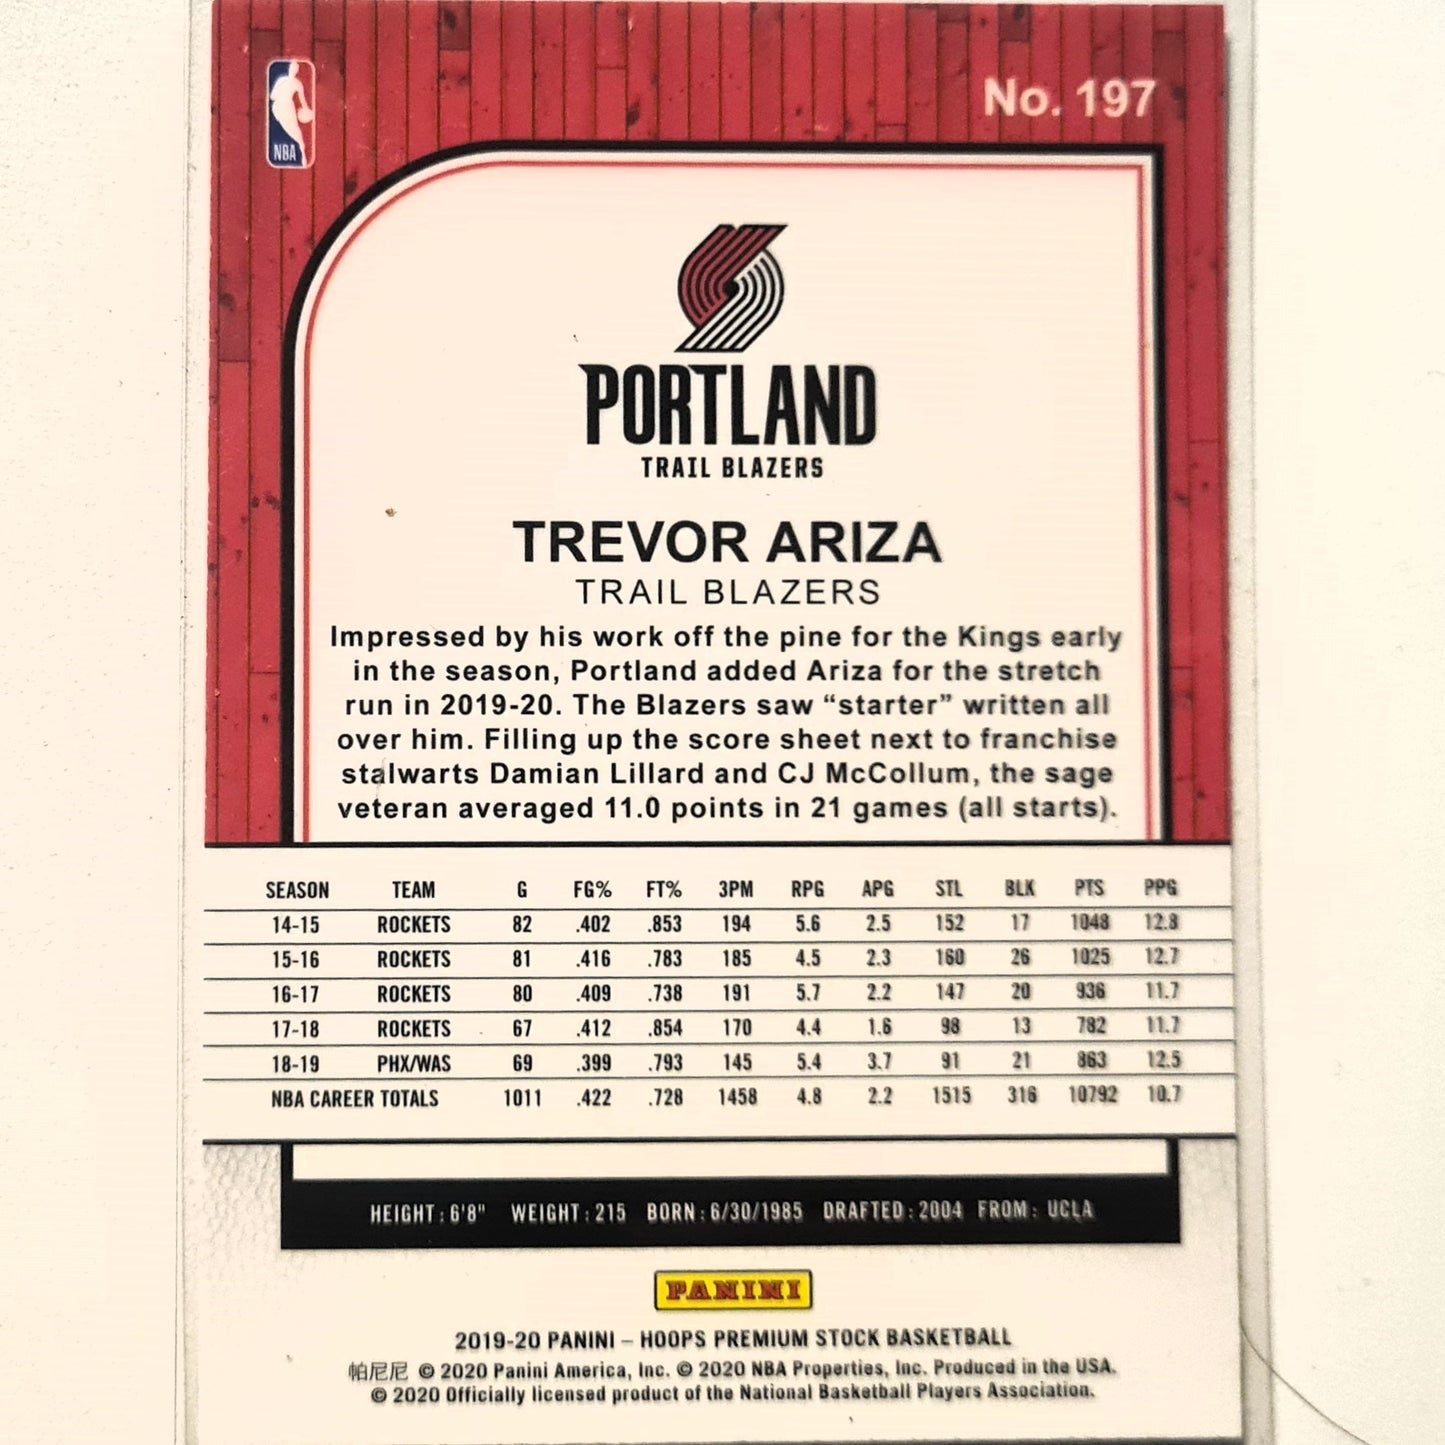 No. 197
NBA
PORTLAND
TRAIL BLAZERS
TREVOR ARIZA
TRAIL BLAZERS
Impressed by his work off the pine for the Kings early
in the season, Portland added Ariza for the stretch
run in 2019-20. The Blazers saw “starter” written all
over him. Filling up the score sheet next to franchise
stalwarts Damian Lillard and CJ McCollum, the sage
veteran averaged 11.0 points in 21 games (all starts).
SEASON TEAM G FG% FT% 3PM RPG APG STL BLK PTS PPG
14-15 ROCKETS 82 .402 .853 194 5.6 2.5 152 17 1048 12.8
15-16 ROCKETS 81 .416 .783 185 4.5 2.3 160 26 1025 12.7
16-17 ROCKETS 80 .409 .738 191 5.7 2.2 147 20 936 11.7
17-18 ROCKETS 67 .412 .854 170 4.4 1.6 98 13 782 11.7
18-19 PHX/WAS 69 .399 .793 145 5.4 3.7 91 21 863 12.5
NBA CAREER TOTALS 1011 .422 .728 1458 4.8 2.2 1515 316 10792 10.7
HEIGHT: 6'8" WEIGHT: 215 BORN: 6/30/1985 DRAFTED: 2004 FROM: UCLA
PANINI
2019-20 PANINI – HOOPS PREMIUM STOCK BASKETBALL
帕尼尼 © 2020 Panini America, Inc. © 2020 NBA Properties, Inc. Produced in the USA.
© 2020 Officially licensed product of the National Basketball Players Association.